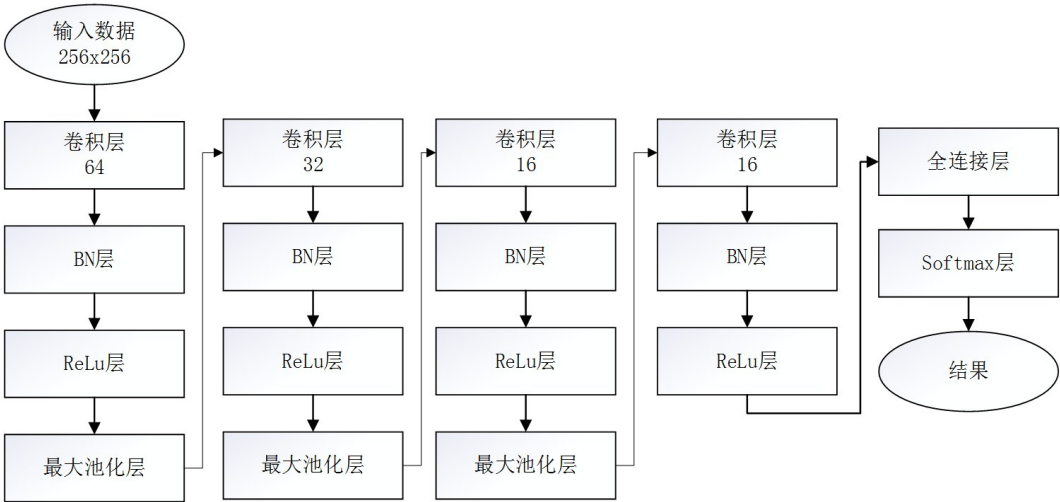 输入数据
256x256
卷积层
64
BN层
ReLu层
最大池化层
卷积层
32
BN层
ReLu层
最大池化层
卷积层
16
BN层
ReLu层
最大池化层
卷积层
16
BN层
ReLu层
全连接层
Softmax层
结果